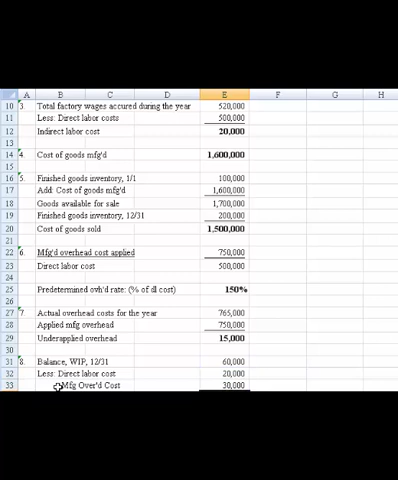 A B C D E F G H
10 3. Total factory wages accured during the year 520,000
11 Less: Direct labor costs 500,000
12 Indirect labor cost 20,000
13
14 4. Cost of goods mfg'd 1,600,000
15
16 5. Finished goods inventory, 1/1 100,000
17 Add: Cost of goods mfg'd 1,600,000
18 Goods available for sale 1,700,000
19 Finished goods inventory, 12/31 200,000
20 Cost of goods sold 1,500,000
21
22 6. Mfg'd overhead cost applied 750,000
23 Direct labor cost 500,000
24
25 Predetermined ovh'd rate: (% of dl cost) 150%
26
27 7. Actual overhead costs for the year 765,000
28 Applied mfg overhead 750,000
29 Underapplied overhead 15,000
30
31 8. Balance, WIP, 12/31 60,000
32 Less: Direct labor cost 20,000
33 Mfg Over'd Cost 30,000